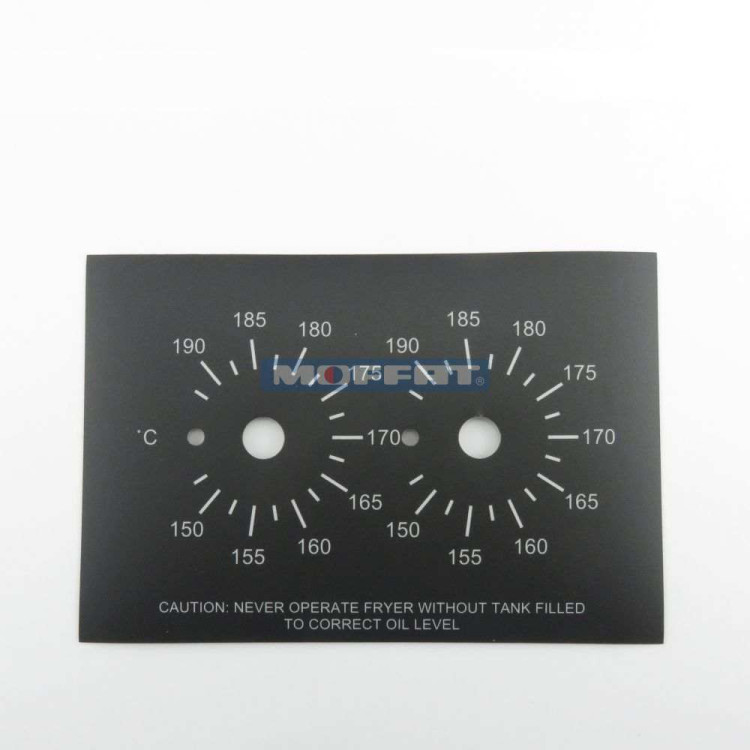 185 180 185 180
190 190
MOFFAT®
175 175
°C 170 170
165 165
150 150
155 160 155 160
CAUTION: NEVER OPERATE FRYER WITHOUT TANK FILLED
TO CORRECT OIL LEVEL